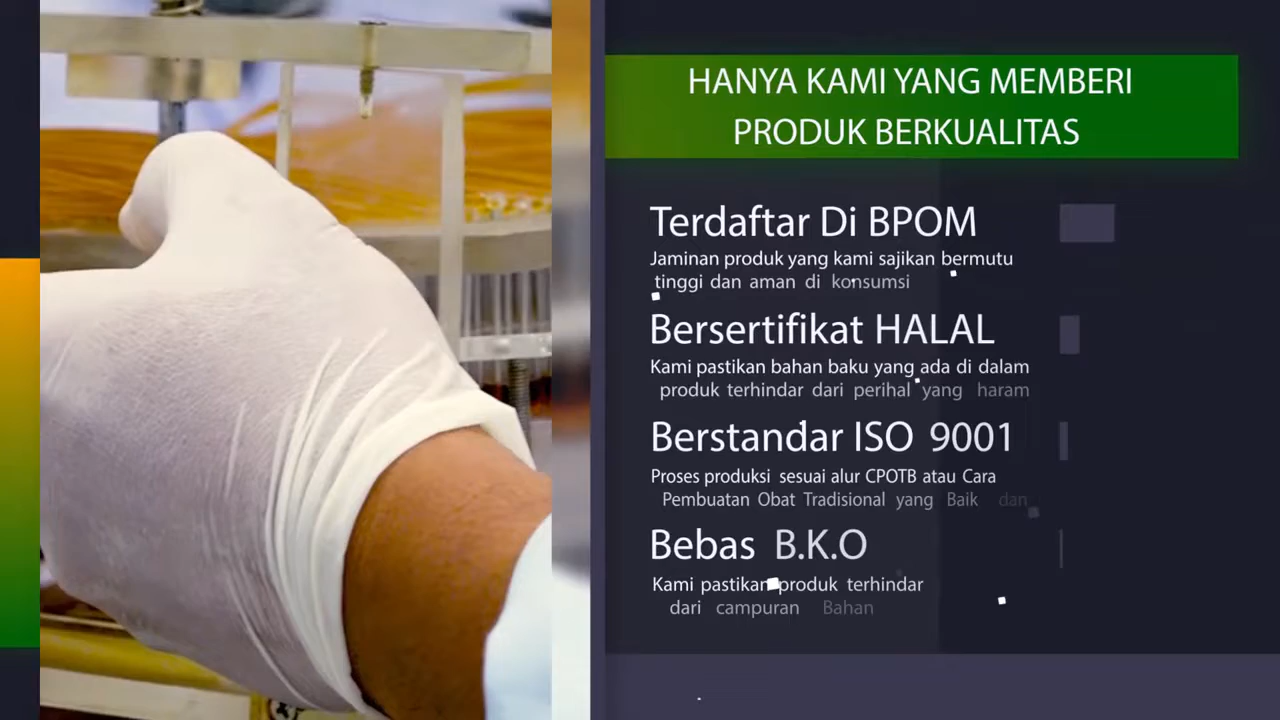 HANYA KAMI YANG MEMBERI
PRODUK BERKUALITAS
Terdaftar Di BPOM
Jaminan produk yang kami sajikan bermutu
tinggi dan aman di konsumsi
Bersertifikat HALAL
Kami pastikan bahan baku yang ada di dalam
produk terhindar dari perihal yang haram
Berstandar ISO 9001
Proses produksi sesuai alur CPOTB atau Cara
Pembuatan Obat Tradisional yang Baik dan
Bebas B.K.O
Kami pastikan produk terhindar
dari campuran Bahan